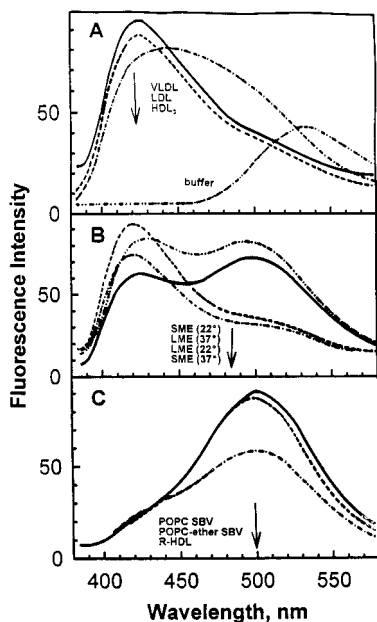 A
50
0
VLDL
LDL
HDL3
buffer
Fluorescence Intensity
B
50
0
SME (22°)
LME (37°)
LME (22°)
SME (37°)
C
50
0
POPC SBV
POPC-ether SBV
R-HDL
400 450 500 550
Wavelength, nm